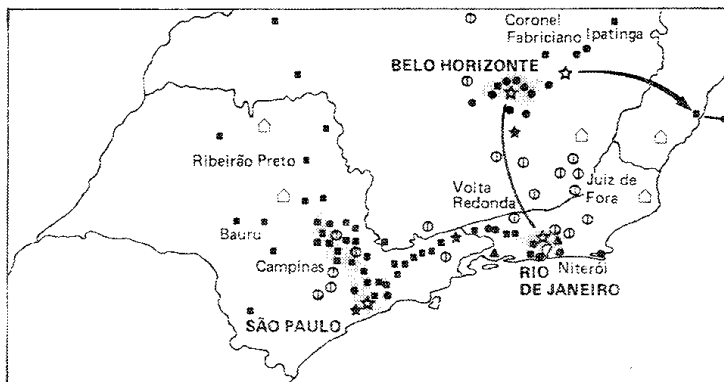 Coronel
Fabriciano
Ipatinga
BELO HORIZONTE
Ribeirão Preto
Volta
Redonda
Juiz de
Fora
Bauru
Campinas
Niterói
RIO
DE JANEIRO
SÃO PAULO